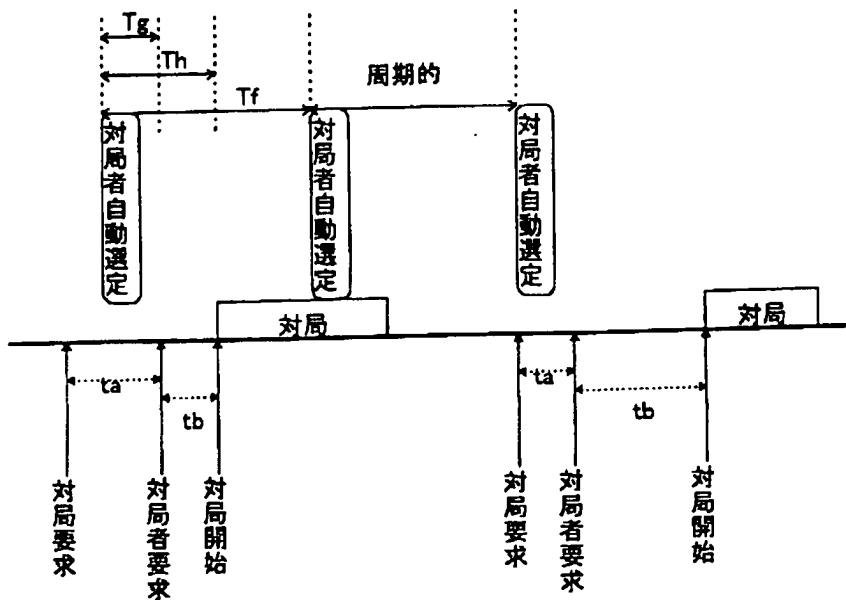 Tg
Th
周期的
Tf
対局者自動選定
対局者自動選定
対局者自動選定
対局
対局
ta
tb
ta
tb
対局要求
対局者要求
対局開始
対局要求
対局者要求
対局開始